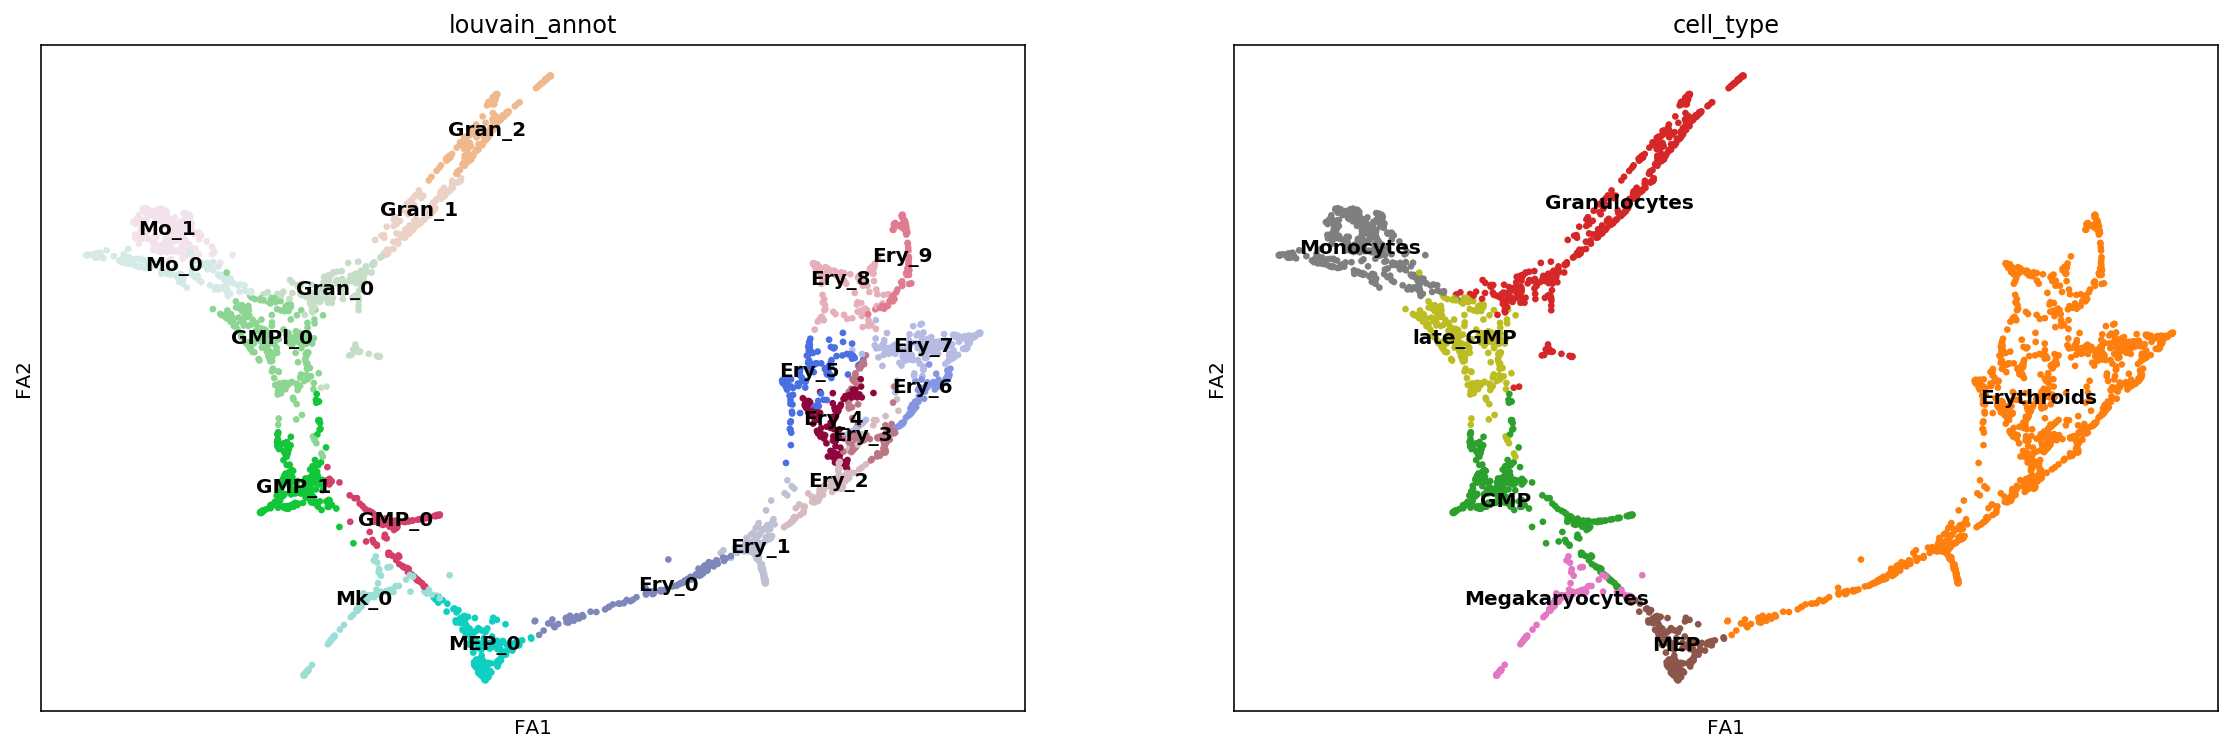 louvain_annot
Gran_2
Gran_1
Mo_1
Mo_0
Gran_0
GMPl_0
Ery_9
Ery_8
Ery_7
Ery_5
Ery_6
Ery_4
Ery_3
Ery_2
GMP_1
GMP_0
Ery_1
Ery_0
Mk_0
MEP_0
FA2
FA1
cell_type
Granulocytes
Monocytes
late_GMP
Erythroids
GMP
Megakaryocytes
MEP
FA2
FA1